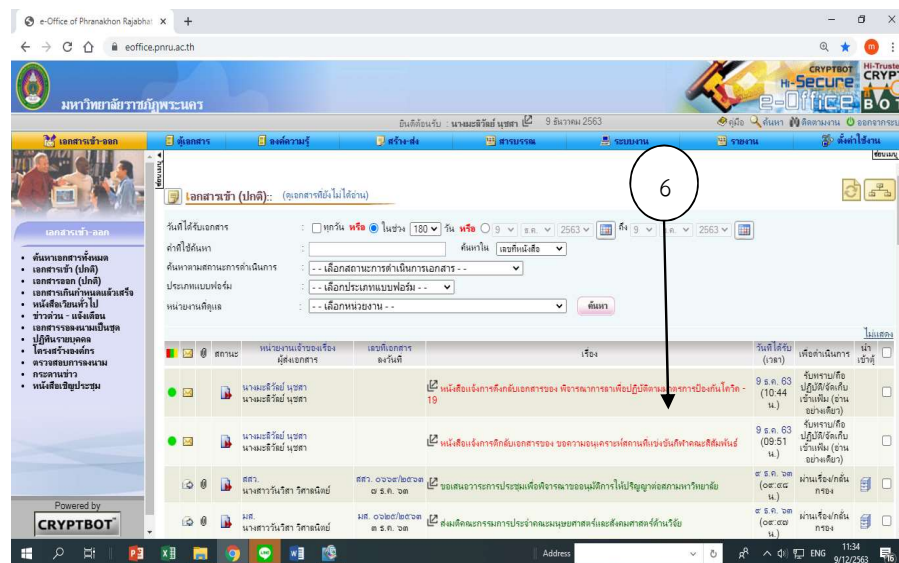 e-Office of Phranakhon Rajabhat
eoffice.pnru.ac.th
มหาวิทยาลัยราชภัฏพระนคร
CRYPTBOT
Hi-Secure
e-Office
Hi-Truste
CRYP
BOT
ยินดีต้อนรับ : นางมะธิวัลย์ นุชสา 9 ธันวาคม 2563
คู่มือ ค้นหา ติดตามงาน ออกจากระบ
เอกสารเข้า-ออก ตู้เอกสาร องค์ความรู้ สร้าง-ส่ง สารบรรณ ระบบงาน รายงาน ตั้งค่าใช้งาน
ซ่อนเมนู
6
เอกสารเข้า (ปกติ):: (ดูเอกสารที่ยังไม่ได้อ่าน)
วันที่ได้รับเอกสาร : ทุกวัน หรือ ในช่วง 180 วัน หรือ 9 ธ.ค. 2563 ถึง 9 ธ.ค. 2563
คำที่ใช้ค้นหา : ค้นหาใน เลขที่หนังสือ
ค้นหาตามสถานะการดำเนินการ : - - เลือกสถานะการดำเนินการเอกสาร - -
ประเภทแบบฟอร์ม : - - เลือกประเภทแบบฟอร์ม - -
หน่วยงานที่ดูแล : - - เลือกหน่วยงาน - - ค้นหา
เอกสารเข้า-ออก
ค้นหาเอกสารทั้งหมด
เอกสารเข้า (ปกติ)
เอกสารออก (ปกติ)
เอกสารเกินกำหนดแล้วเสร็จ
หนังสือเวียนทั่วไป
ข่าวด่วน - แจ้งเตือน
เอกสารรอลงนามเป็นชุด
ปฏิทินรายบุคคล
โครงสร้างองค์กร
ตรวจสอบการลงนาม
กระดานข่าว
หนังสือเชิญประชุม
Powered by
CRYPTBOT
ไม่แสดง
สถานะ หน่วยงานเจ้าของเรื่อง ผู้ส่งเอกสาร เลขที่เอกสาร ลงวันที่ เรื่อง วันที่ได้รับ (เวลา) เพื่อดำเนินการ นำเข้าตู้
นางมะธิวัลย์ นุชสา
นางมะธิวัลย์ นุชสา
หนังสือแจ้งการดึงกลับเอกสารของ พิจารณาการลาเพื่อปฏิบัติตามมาตรการป้องกันโควิด -
19
9 ธ.ค. 63
(10:44
น.)
รับทราบ/ถือ
ปฏิบัติ/จัดเก็บ
เข้าแฟ้ม (อ่าน
อย่างเดียว)
นางมะธิวัลย์ นุชสา
นางมะธิวัลย์ นุชสา
หนังสือแจ้งการดึงกลับเอกสารของ ขอความอนุเคราะห์สถานที่แข่งขันกีฬาคณะสีสัมพันธ์
9 ธ.ค. 63
(09:51
น.)
รับทราบ/ถือ
ปฏิบัติ/จัดเก็บ
เข้าแฟ้ม (อ่าน
อย่างเดียว)
สสว.
นางสาววันวิสา วิศาลนิตย์
ขอเสนอวาระการประชุมเพื่อพิจารณาขออนุมัติการให้ปริญญาต่อสภามหาวิทยาลัย
ผ่านเรื่อง/กลั่น
กรอง
มส.
นางสาววันวิสา วิศาลนิตย์
ส่งมติคณะกรรมการประจำคณะมนุษยศาสตร์และสังคมศาสตร์ด้านวิจัย
ผ่านเรื่อง/กลั่น
กรอง
Address
ENG
11:34
9/12/2563